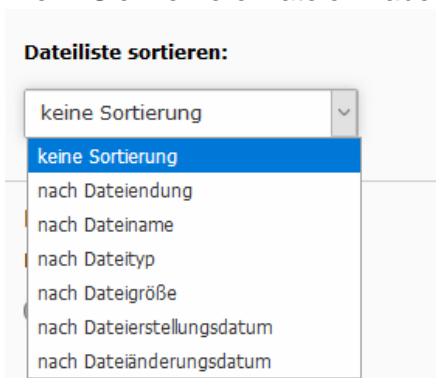 Dateiliste sortieren:
keine Sortierung
keine Sortierung
nach Dateiendung
nach Dateiname
nach Dateityp
nach Dateigröße
nach Dateierstellungsdatum
nach Dateiänderungsdatum